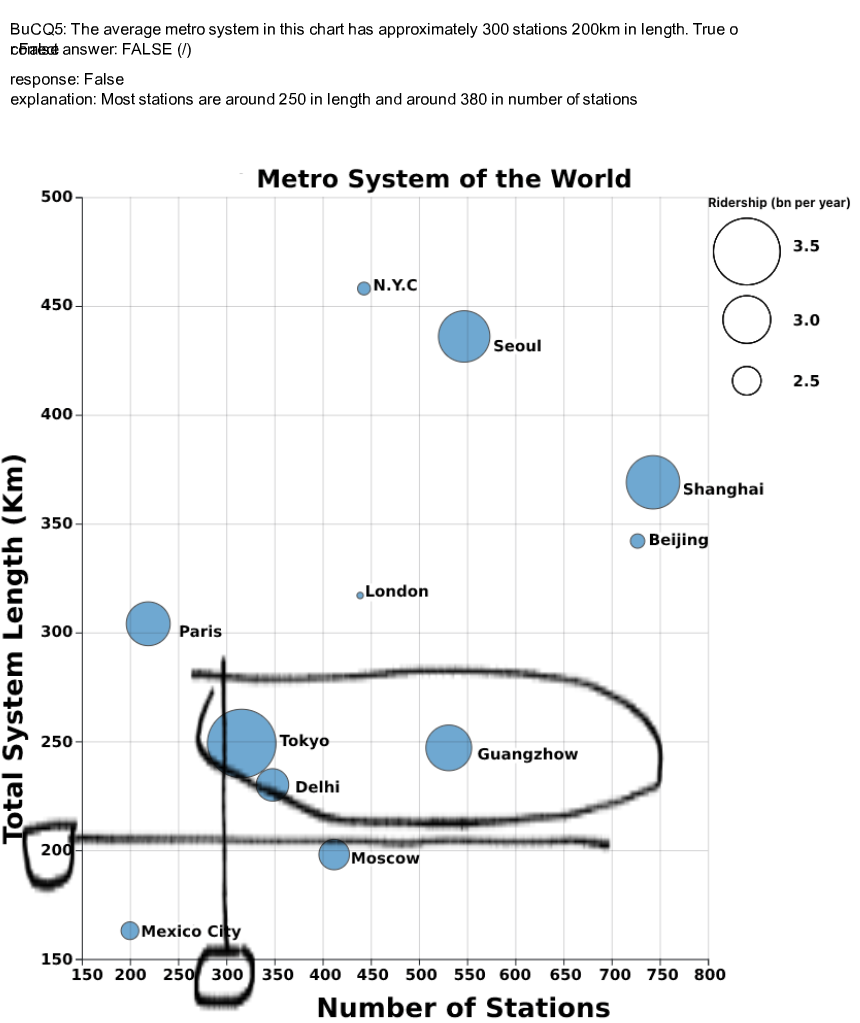 BuCQ5: The average metro system in this chart has approximately 300 stations 200km in length. True o
answer: FALSE (/)
response: False
explanation: Most stations are around 250 in length and around 380 in number of stations
Metro System of the World
Ridership (bn per year)
3.5
3.0
2.5
Total System Length (Km)
500
450
400
350
300
250
200
150
N.Y.C
Seoul
Shanghai
Beijing
London
Paris
Tokyo
Guangzhow
Delhi
Moscow
Mexico City
150 200 250 300 350 400 450 500 550 600 650 700 750 800
Number of Stations